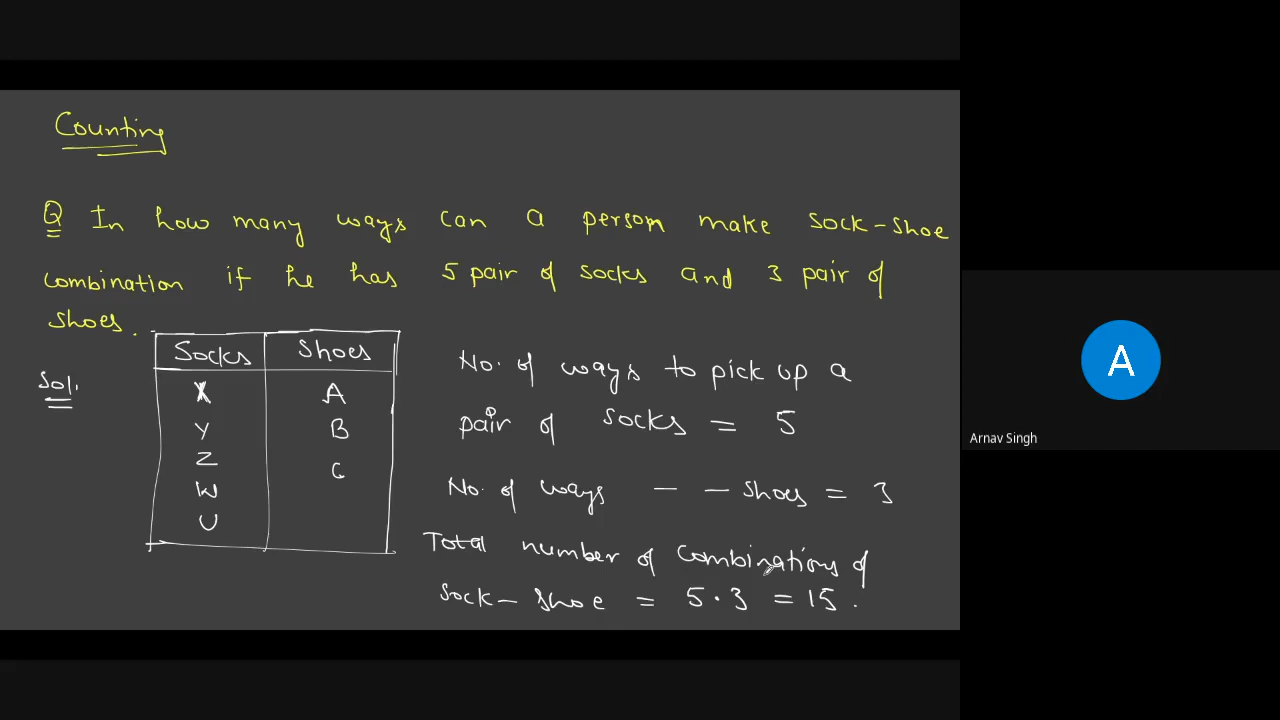 Counting
Q In how many ways can a person make sock-shoe
combination if he has 5 pair of socks and 3 pair of
shoes.
Sol.
Socks Shoes
X A
Y B
Z C
W
U
No. of ways to pick up a
pair of socks = 5
No. of ways — — shoes = 3
Total number of combinations of
sock-shoe = 5 · 3 = 15.
A
Arnav Singh